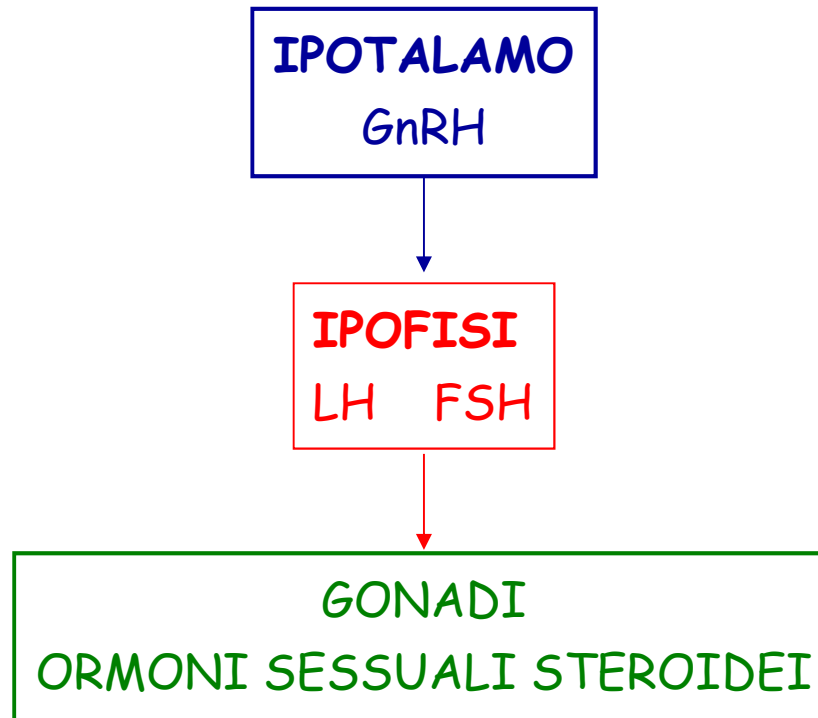 IPOTALAMO
GnRH
IPOFISI
LH FSH
GONADI
ORMONI SESSUALI STEROIDEI